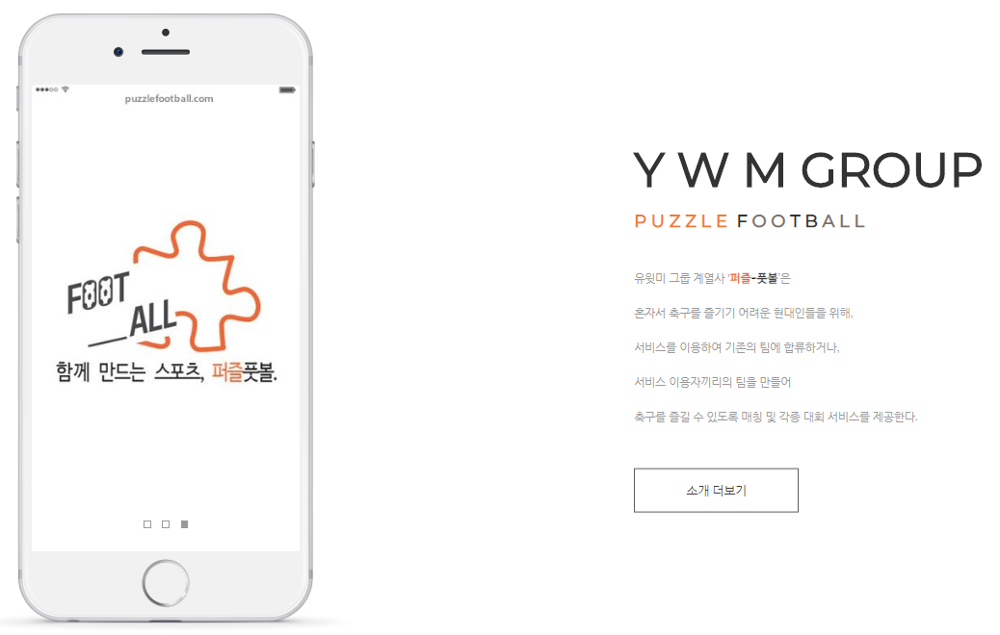 puzzlefootball.com
FOOT
ALL
함께 만드는 스포츠, 퍼즐풋볼.
Y W M GROUP
PUZZLE FOOTBALL
유윗미 그룹 계열사 '퍼즐-풋볼'은
혼자서 축구를 즐기기 어려운 현대인들을 위해,
서비스를 이용하여 기존의 팀에 합류하거나,
서비스 이용자끼리의 팀을 만들어
축구를 즐길 수 있도록 매칭 및 각종 대회 서비스를 제공한다.
소개 더보기